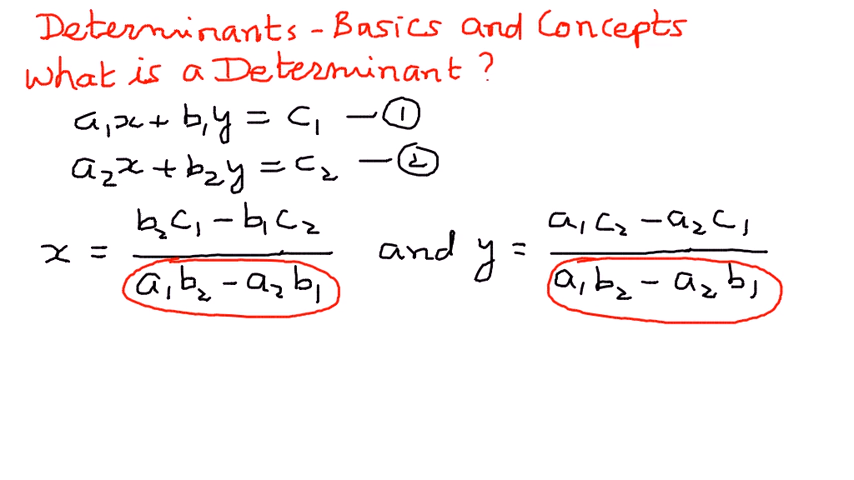 Determinants - Basics and Concepts
What is a Determinant?
a₁x + b₁y = c₁ — ①
a₂x + b₂y = c₂ — ②
x = (b₂c₁ - b₁c₂)/(a₁b₂ - a₂b₁) and y = (a₁c₂ - a₂c₁)/(a₁b₂ - a₂b₁)